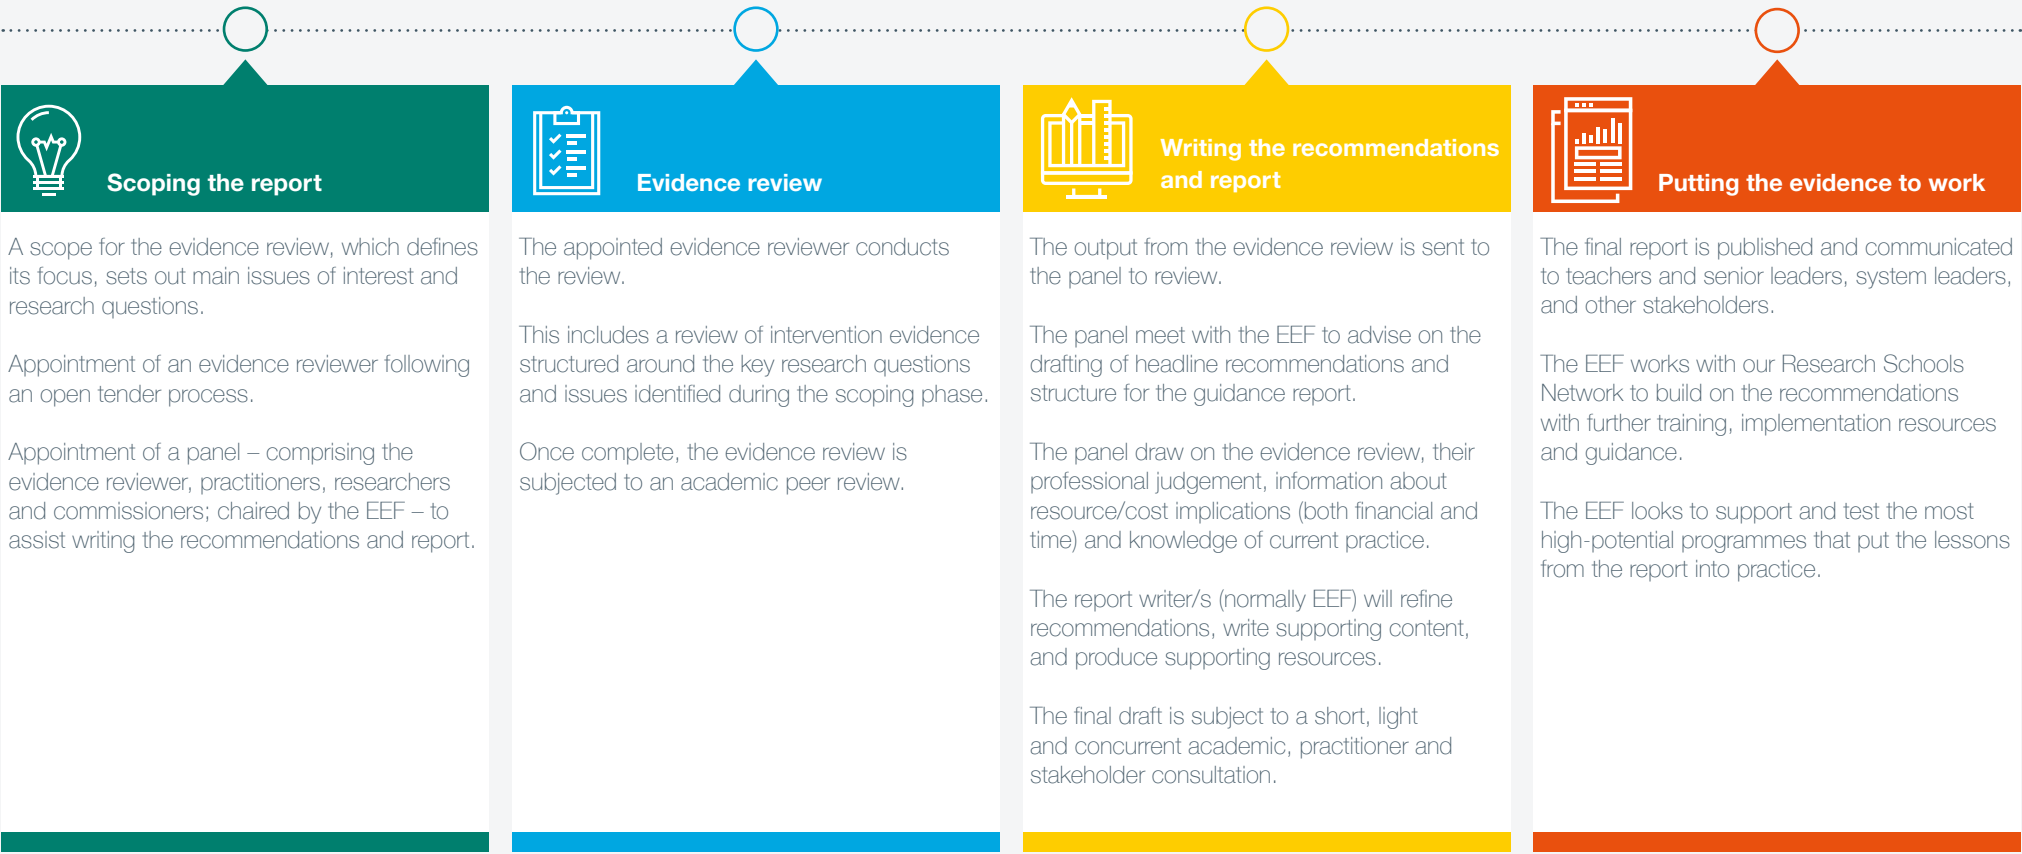 Scoping the report
A scope for the evidence review, which defines
its focus, sets out main issues of interest and
research questions.
Appointment of an evidence reviewer following
an open tender process.
Appointment of a panel – comprising the
evidence reviewer, practitioners, researchers
and commissioners; chaired by the EEF – to
assist writing the recommendations and report.
Evidence review
The appointed evidence reviewer conducts
the review.
This includes a review of intervention evidence
structured around the key research questions
and issues identified during the scoping phase.
Once complete, the evidence review is
subjected to an academic peer review.
Writing the recommendations
and report
The output from the evidence review is sent to
the panel to review.
The panel meet with the EEF to advise on the
drafting of headline recommendations and
structure for the guidance report.
The panel draw on the evidence review, their
professional judgement, information about
resource/cost implications (both financial and
time) and knowledge of current practice.
The report writer/s (normally EEF) will refine
recommendations, write supporting content,
and produce supporting resources.
The final draft is subject to a short, light
and concurrent academic, practitioner and
stakeholder consultation.
Putting the evidence to work
The final report is published and communicated
to teachers and senior leaders, system leaders,
and other stakeholders.
The EEF works with our Research Schools
Network to build on the recommendations
with further training, implementation resources
and guidance.
The EEF looks to support and test the most
high-potential programmes that put the lessons
from the report into practice.